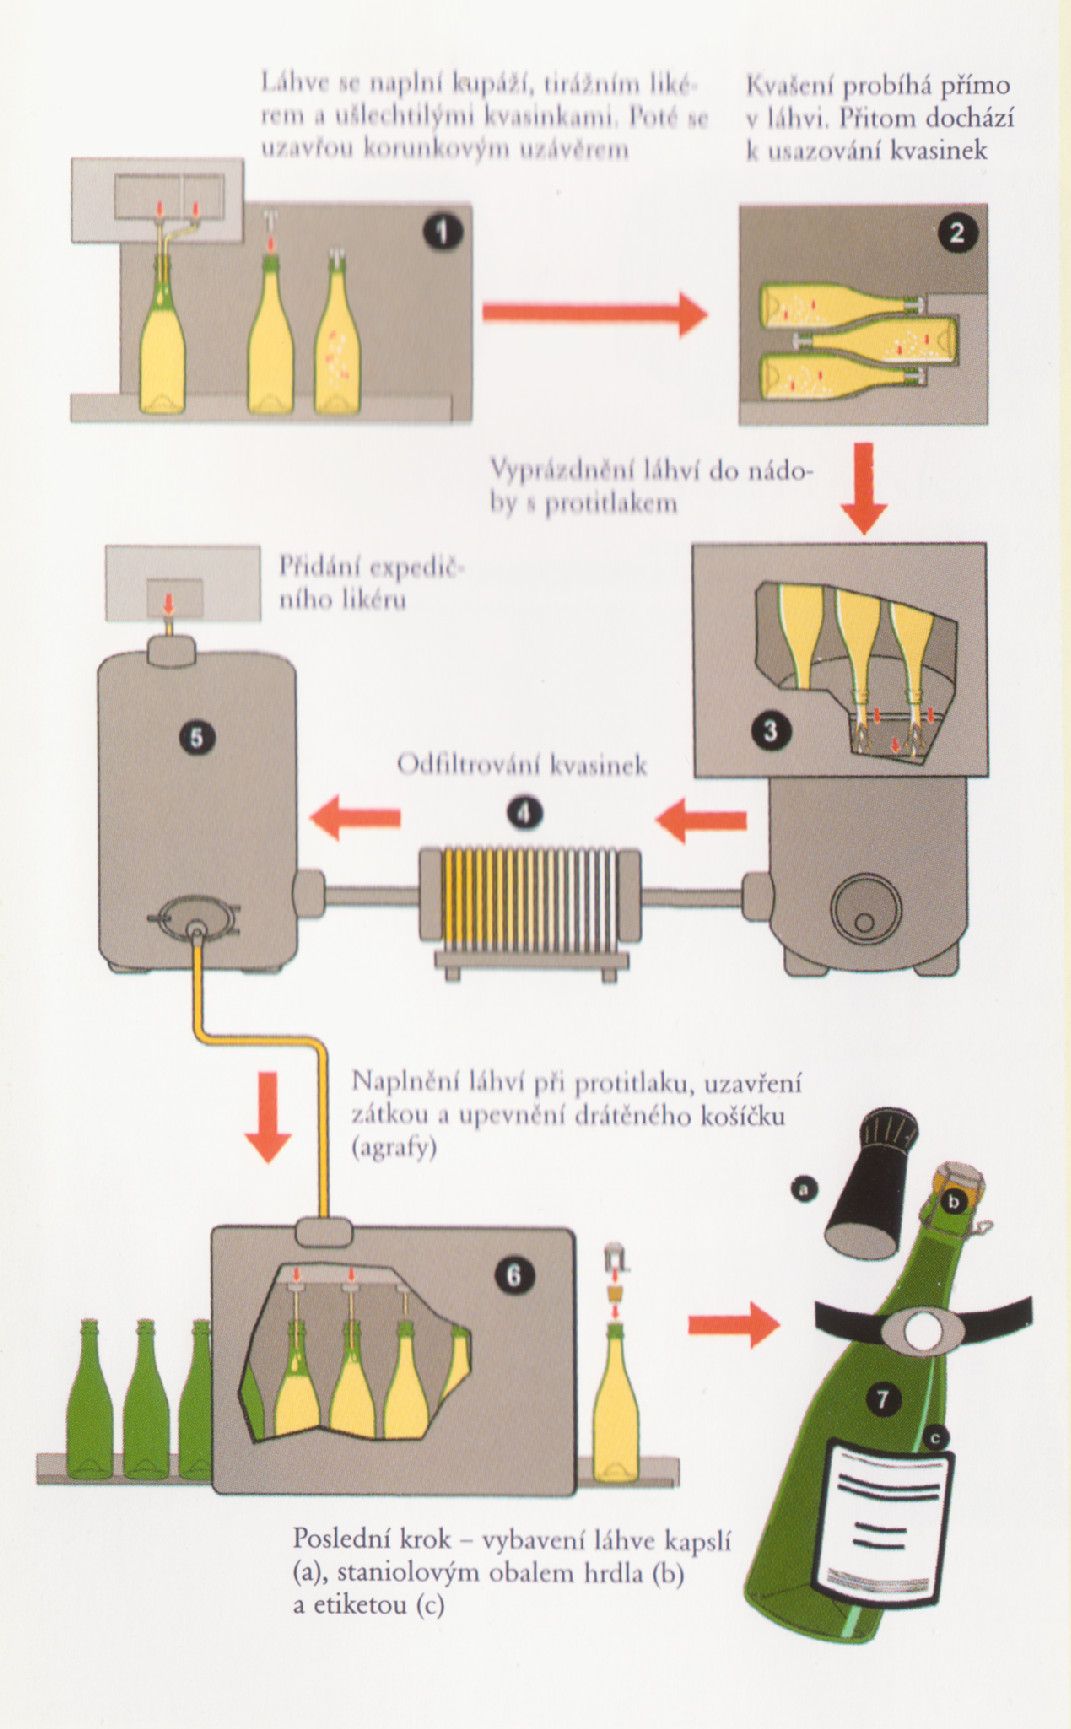 Láhve se naplní kupáží, tirážním liké-
rem a ušlechtilými kvasinkami. Poté se
uzavřou korunkovým uzávěrem
1
Kvašení probíhá přímo
v láhvi. Přitom dochází
k usazování kvasinek
2
Vyprázdnění láhví do nádo-
by s protitlakem
3
Odfiltrování kvasinek
4
Přidání expedič-
ního likéru
5
Naplnění láhví při protitlaku, uzavření
zátkou a upevnění drátěného košíčku
(agrafy)
6
a
b
7
c
Poslední krok – vybavení láhve kapslí
(a), staniolovým obalem hrdla (b)
a etiketou (c)